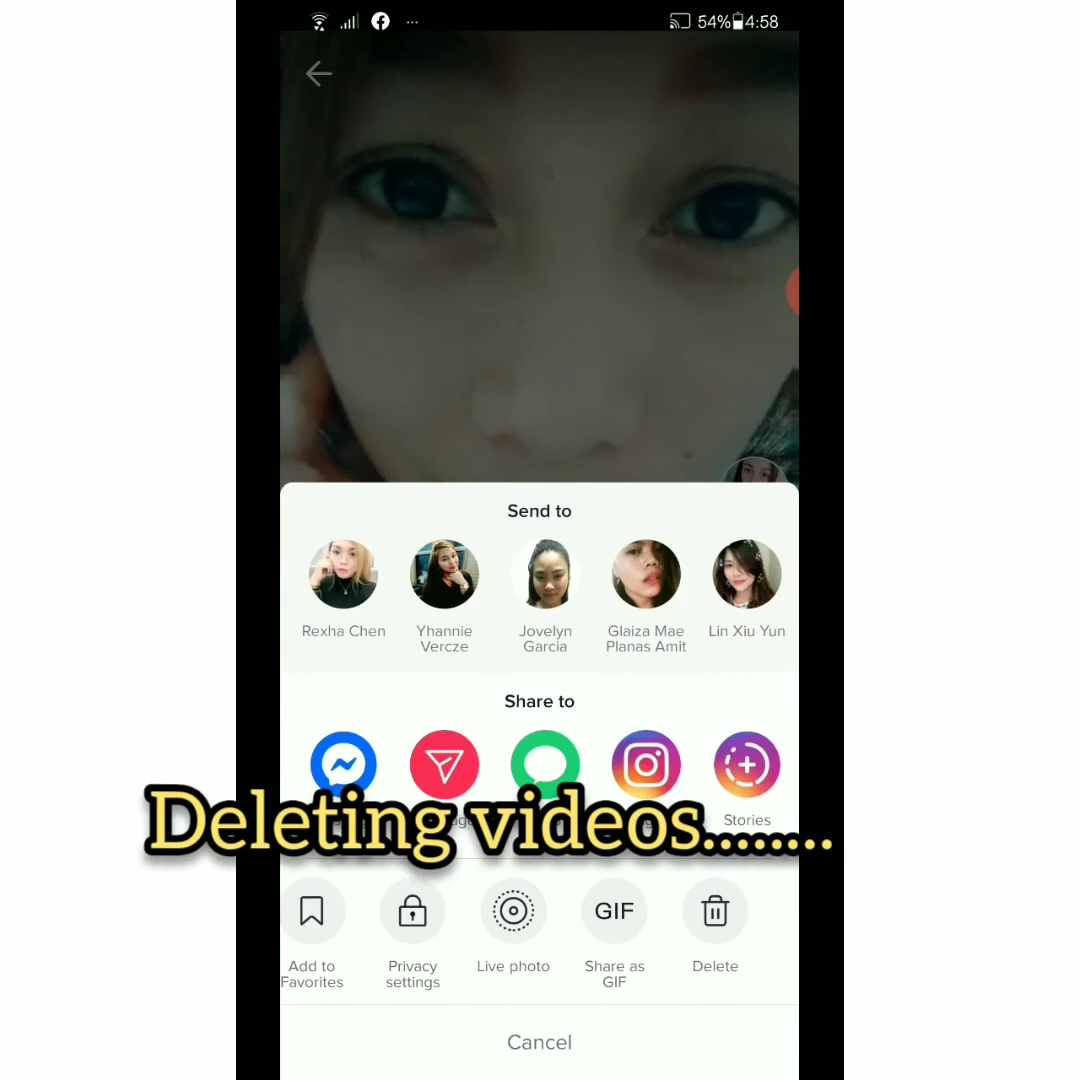 54% 4:58
Send to
Rexha Chen
Yhannie
Vercze
Jovelyn
Garcia
Glaiza Mae
Planas Amit
Lin Xiu Yun
Share to
Stories
Deleting videos........
Add to
Favorites
Privacy
settings
Live photo
GIF
Share as
GIF
Delete
Cancel